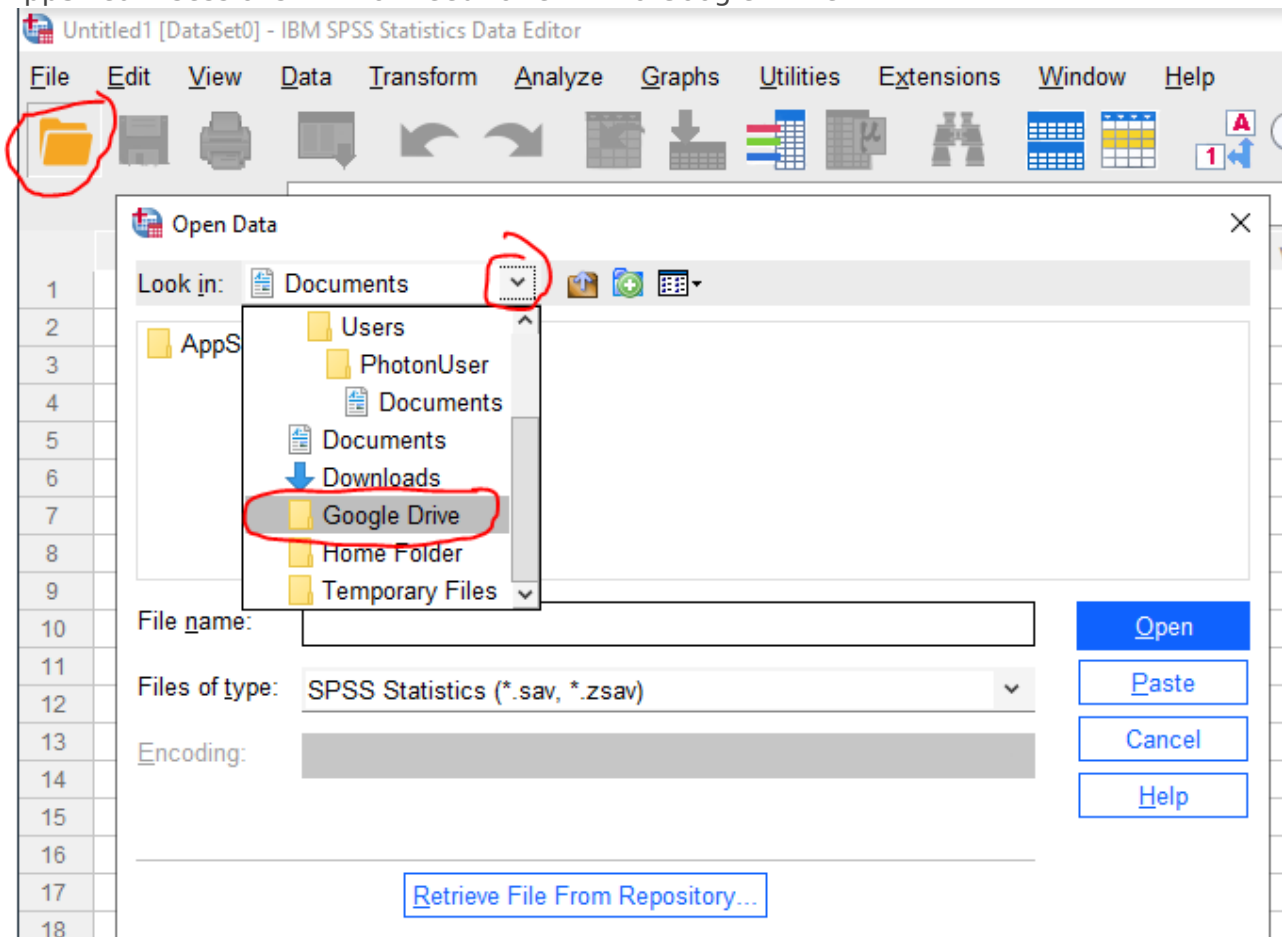 Untitled1 [DataSet0] - IBM SPSS Statistics Data Editor
File Edit View Data Transform Analyze Graphs Utilities Extensions Window Help
A
1
Open Data
Look in: Documents
1
2
3
4
5
6
7
8
9
10
11
12
13
14
15
16
17
18
AppS
Users
PhotonUser
Documents
Documents
Downloads
Google Drive
Home Folder
Temporary Files
File name:
Open
Files of type: SPSS Statistics (*.sav, *.zsav)
Paste
Encoding:
Cancel
Help
Retrieve File From Repository...